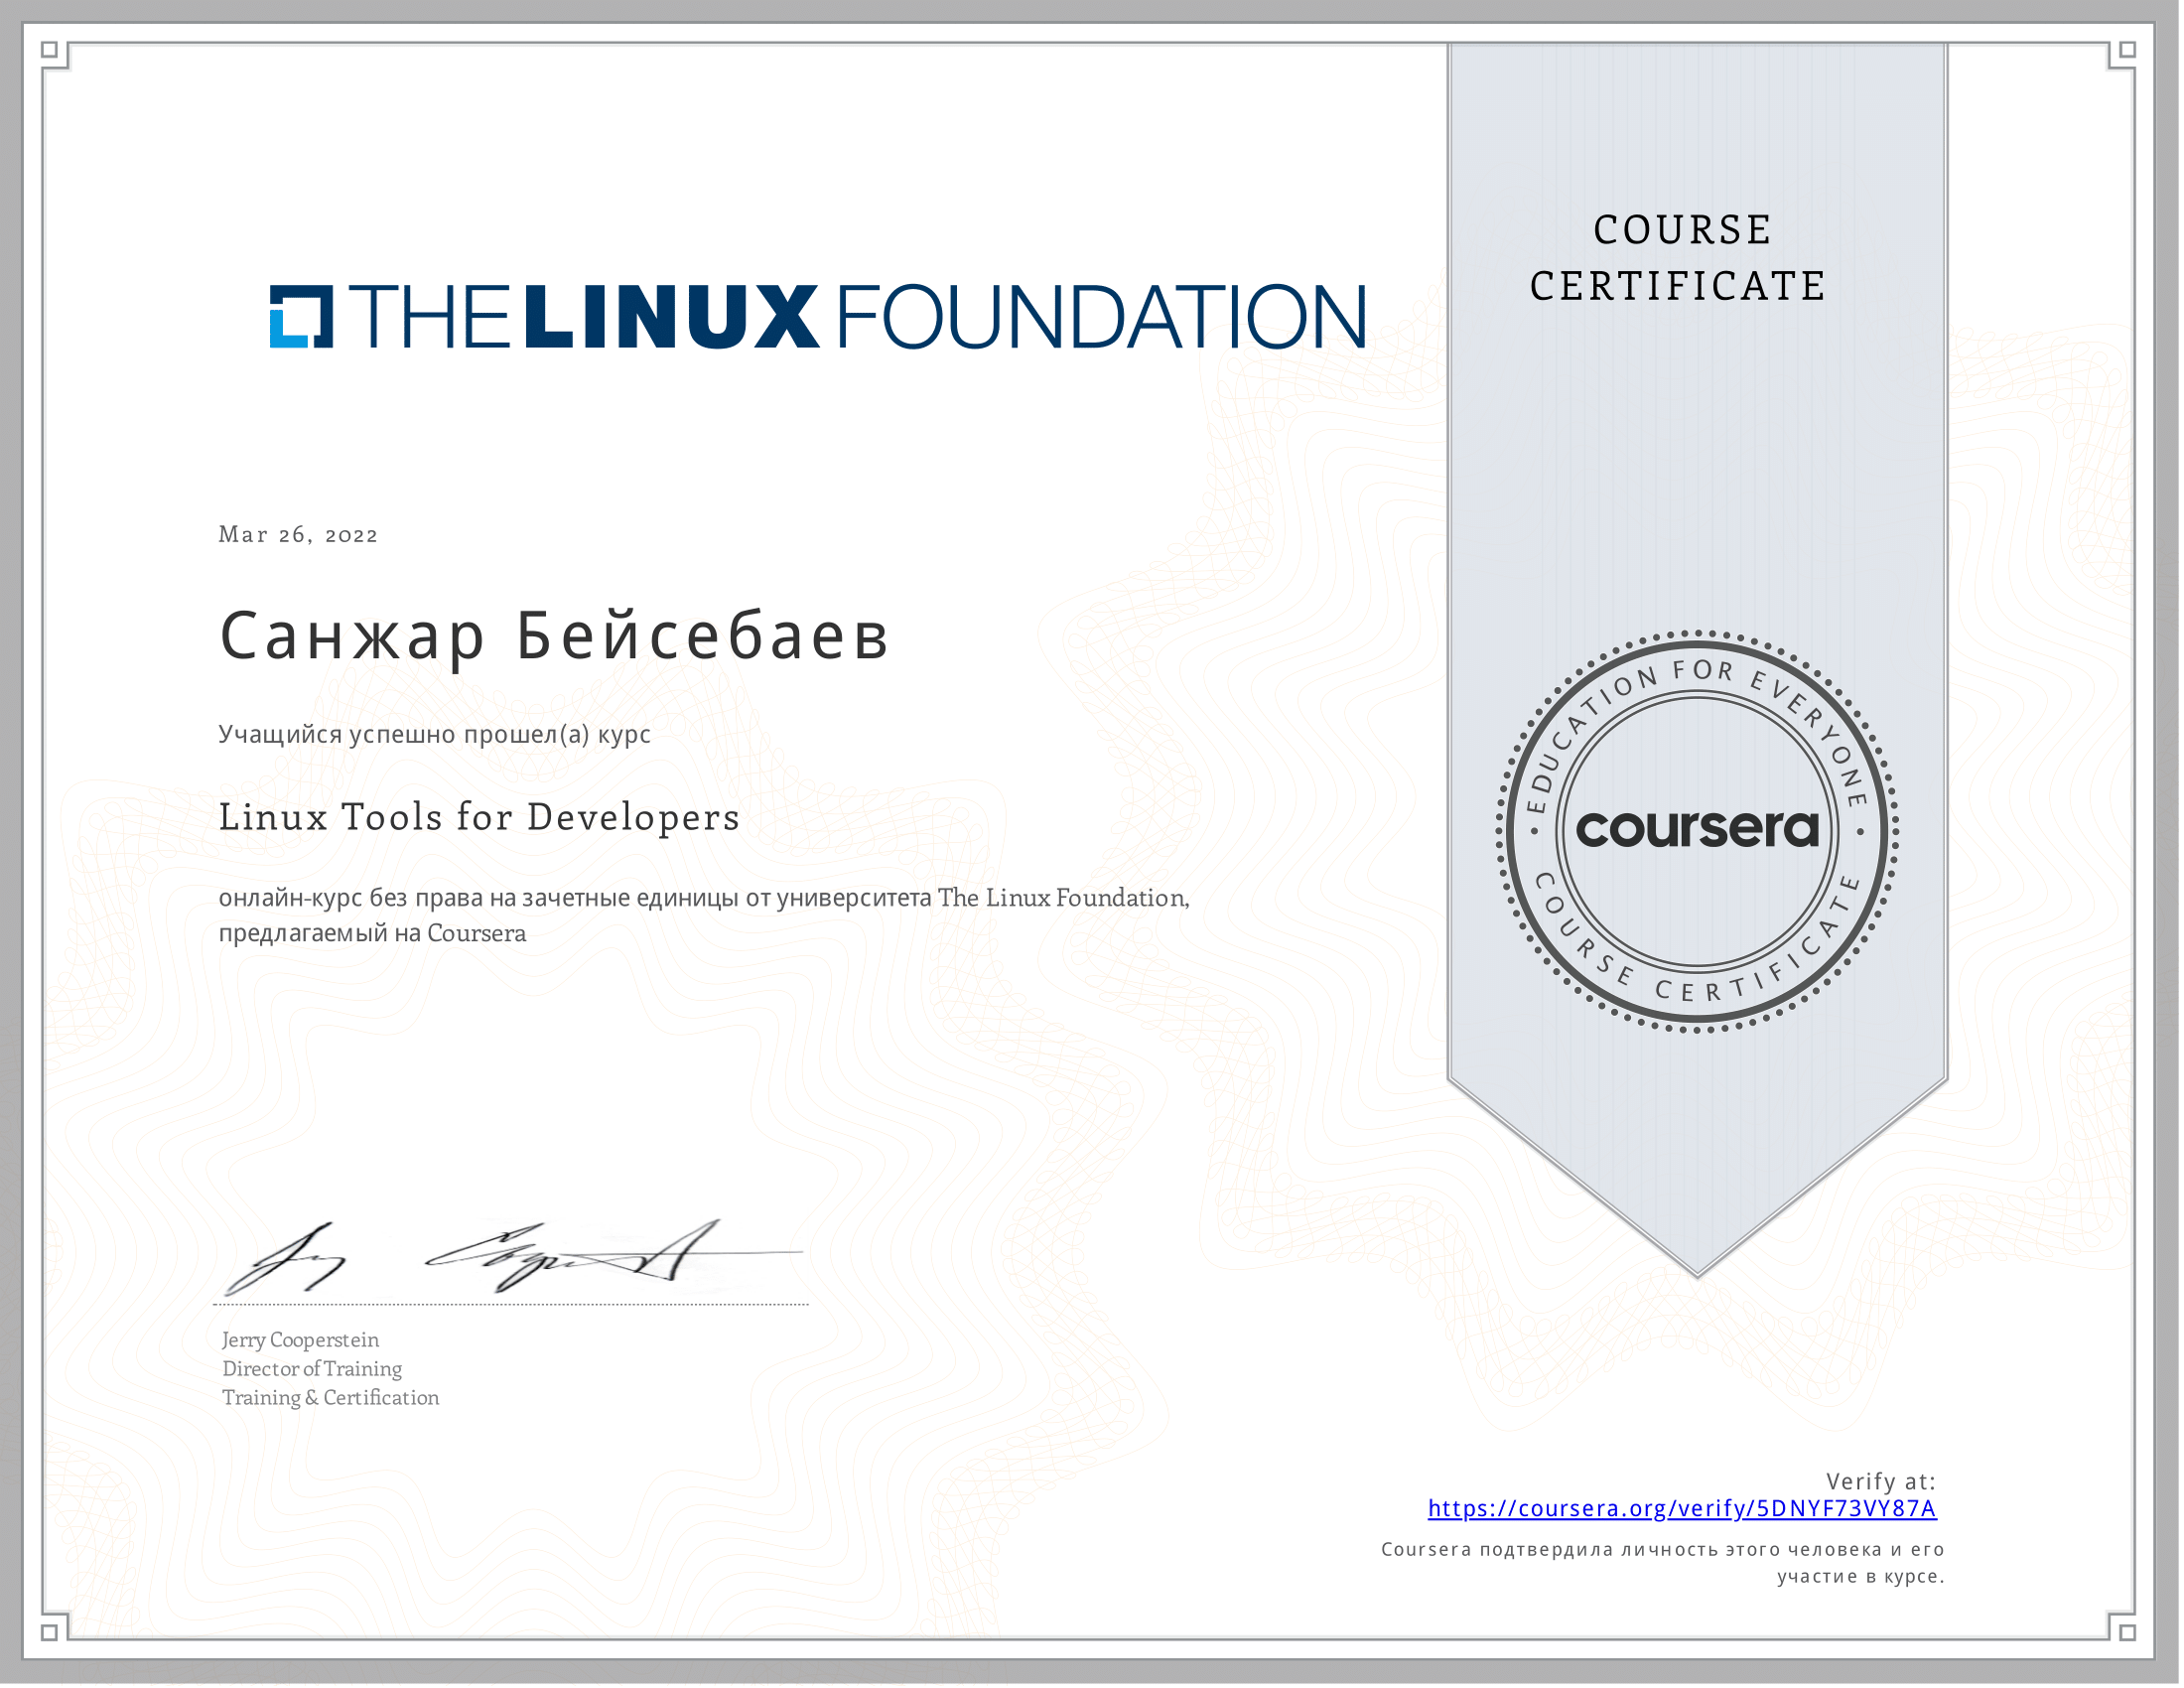 THE LINUX FOUNDATION
COURSE
CERTIFICATE
Mar 26, 2022
Санжар Бейсебаев
Учащийся успешно прошел(а) курс
Linux Tools for Developers
онлайн-курс без права на зачетные единицы от университета The Linux Foundation,
предлагаемый на Coursera
EDUCATION FOR EVERYONE
coursera
COURSE CERTIFICATE
Jerry Cooperstein
Director of Training
Training & Certification
Verify at:
https://coursera.org/verify/5DNYF73VY87A
Coursera подтвердила личность этого человека и его
участие в курсе.